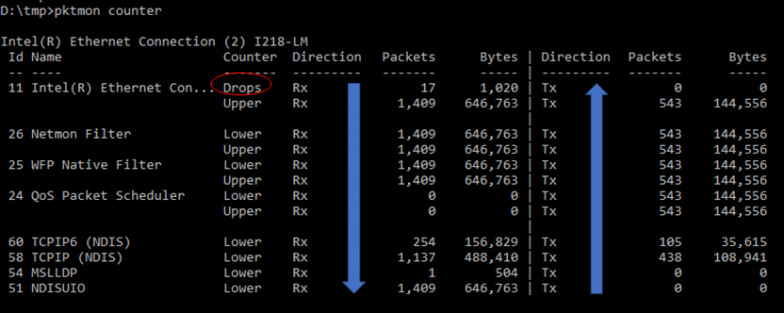 D:\tmp>pktmon counter
Intel(R) Ethernet Connection (2) I218-LM
Id Name Counter Direction Packets Bytes | Direction Packets Bytes
-- ---- ------- --------- ------- ----- | --------- ------- -----
11 Intel(R) Ethernet Con... Drops Rx 17 1,020 | Tx 0 0
Upper Rx 1,409 646,763 | Tx 543 144,556
|
26 Netmon Filter Lower Rx 1,409 646,763 | Tx 543 144,556
Upper Rx 1,409 646,763 | Tx 543 144,556
25 WFP Native Filter Lower Rx 1,409 646,763 | Tx 543 144,556
Upper Rx 1,409 646,763 | Tx 543 144,556
24 QoS Packet Scheduler Lower Rx 0 0 | Tx 543 144,556
Upper Rx 0 0 | Tx 543 144,556
|
60 TCPIP6 (NDIS) Lower Rx 254 156,829 | Tx 105 35,615
58 TCPIP (NDIS) Lower Rx 1,137 488,410 | Tx 438 108,941
54 MSLLDP Lower Rx 1 504 | Tx 0 0
51 NDISUIO Lower Rx 1,409 646,763 | Tx 0 0